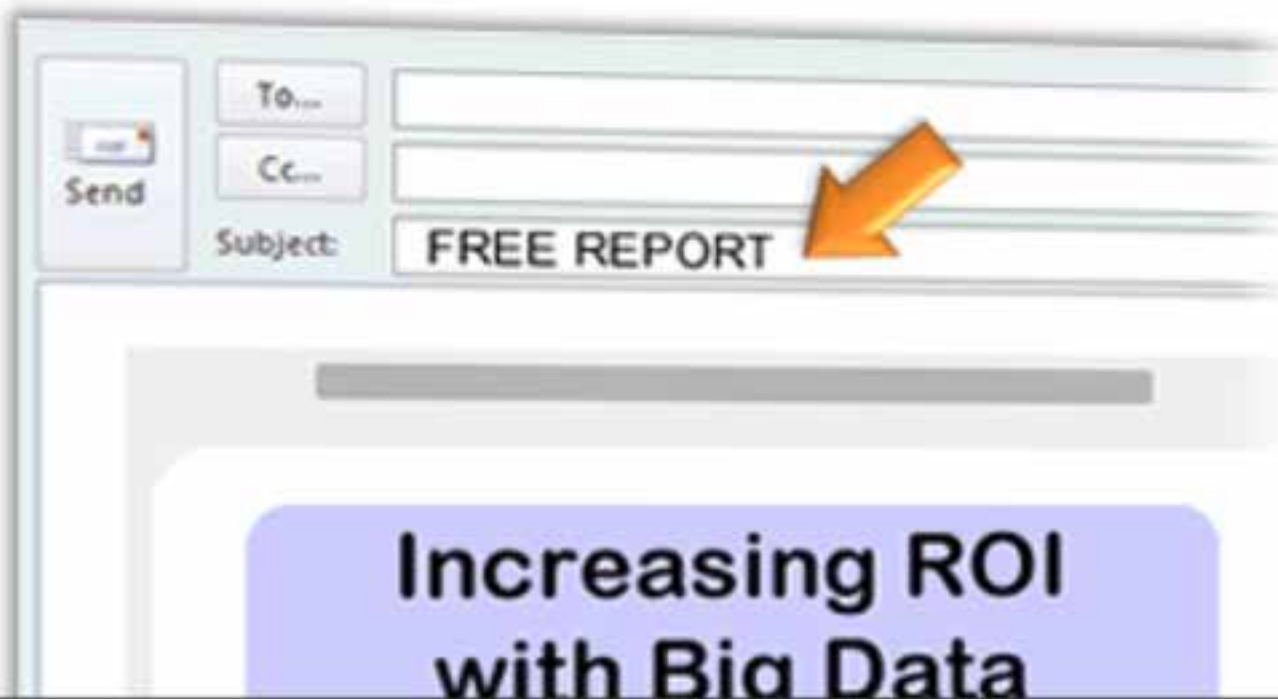 To...
Cc...
Send
Subject:
FREE REPORT
Increasing ROI
with Big Data